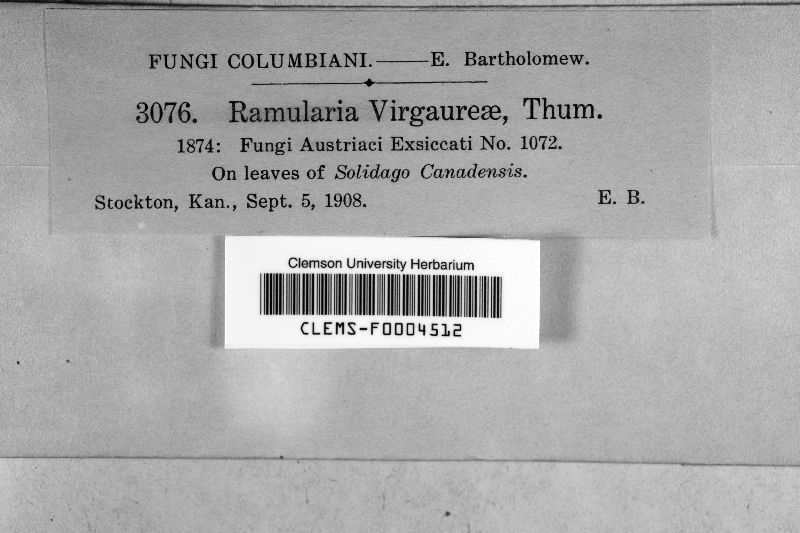 FUNGI COLUMBIANI.——E. Bartholomew.
3076. Ramularia Virgaureæ, Thum.
1874: Fungi Austriaci Exsiccati No. 1072.
On leaves of Solidago Canadensis.
Stockton, Kan., Sept. 5, 1908. E. B.
Clemson University Herbarium
CLEMS-F0004512